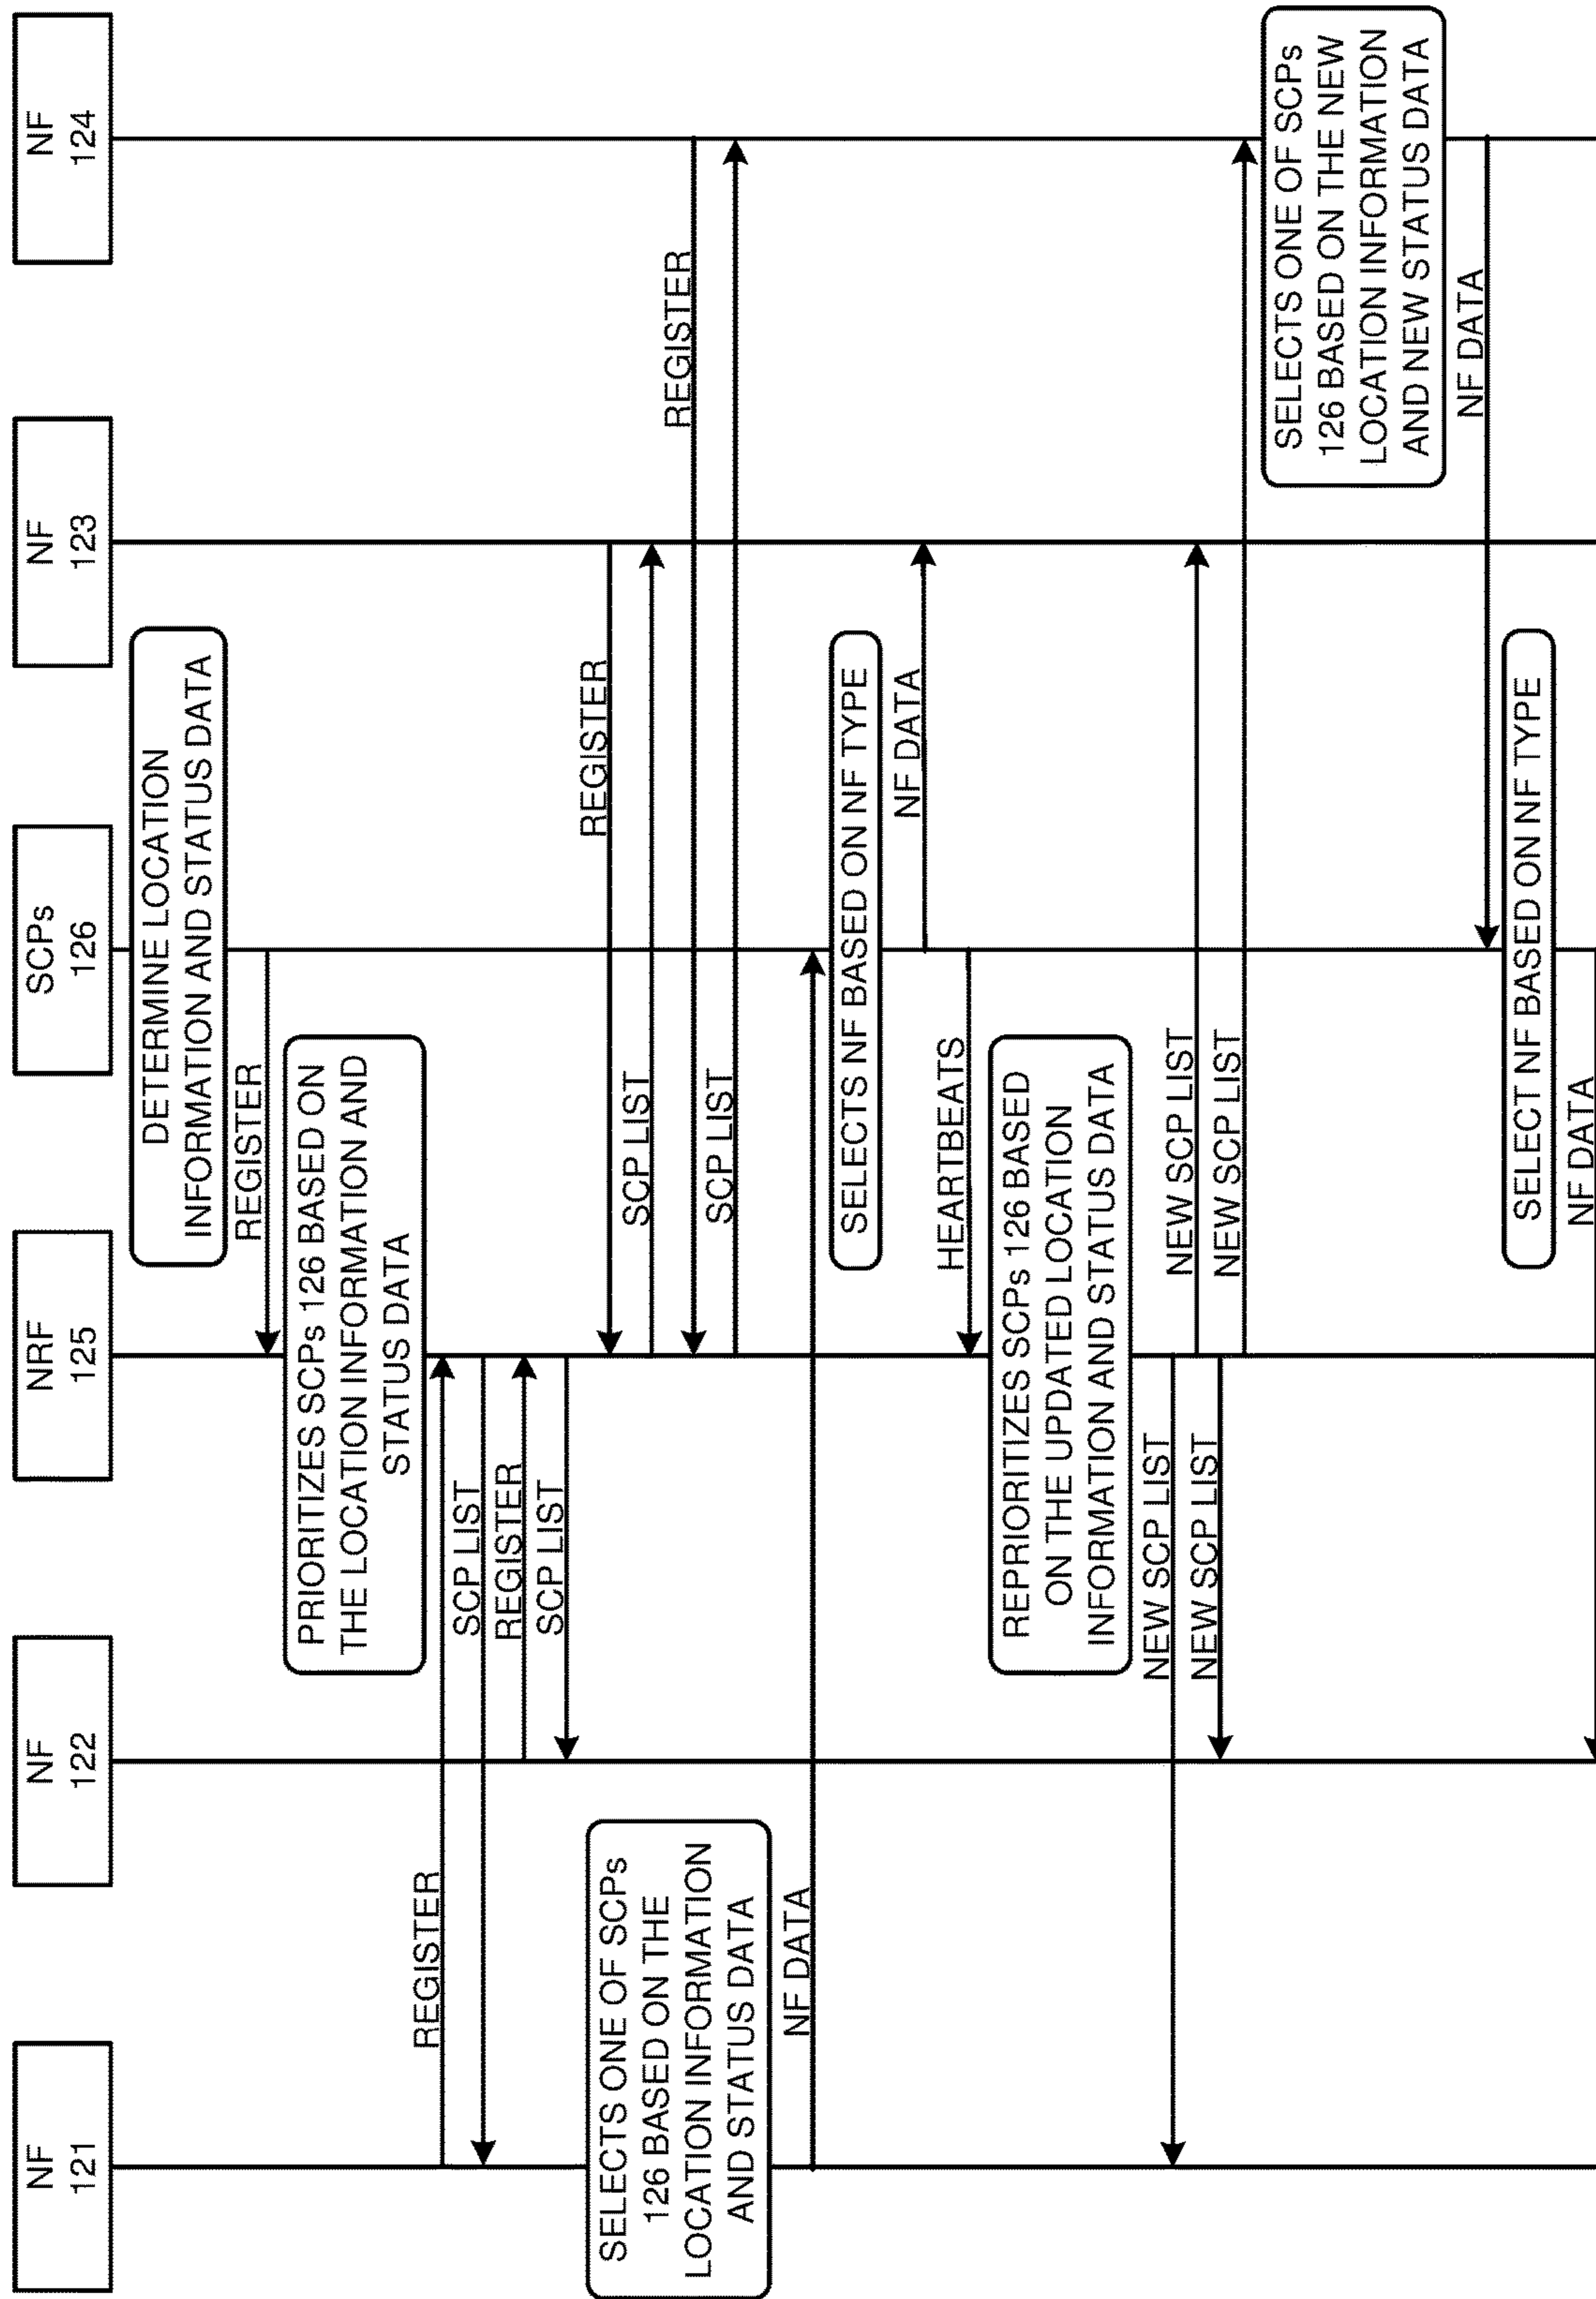 NF
121
NF
122
NRF
125
SCPs
126
NF
123
NF
124
DETERMINE LOCATION
INFORMATION AND STATUS DATA
REGISTER
PRIORITIZES SCPs 126 BASED ON
THE LOCATION INFORMATION AND
STATUS DATA
REGISTER
SCP LIST
REGISTER
SCP LIST
REGISTER
SCP LIST
REGISTER
SCP LIST
SELECTS ONE OF SCPs
126 BASED ON THE
LOCATION INFORMATION
AND STATUS DATA
NF DATA
SELECTS NF BASED ON NF TYPE
NF DATA
HEARTBEATS
REPRIORITIZES SCPs 126 BASED
ON THE UPDATED LOCATION
INFORMATION AND STATUS DATA
NEW SCP LIST
NEW SCP LIST
NEW SCP LIST
NEW SCP LIST
SELECTS ONE OF SCPs
126 BASED ON THE NEW
LOCATION INFORMATION
AND NEW STATUS DATA
NF DATA
SELECT NF BASED ON NF TYPE
NF DATA